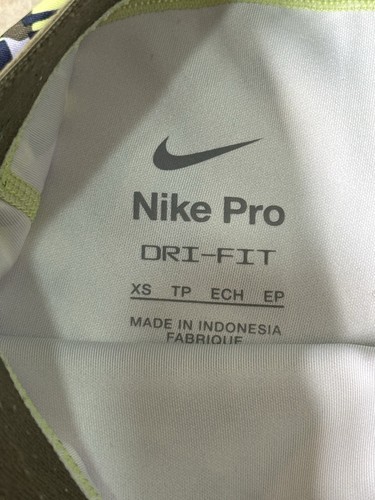 Nike Pro
DRI-FIT
XS TP ECH EP
MADE IN INDONESIA
FABRIQUE